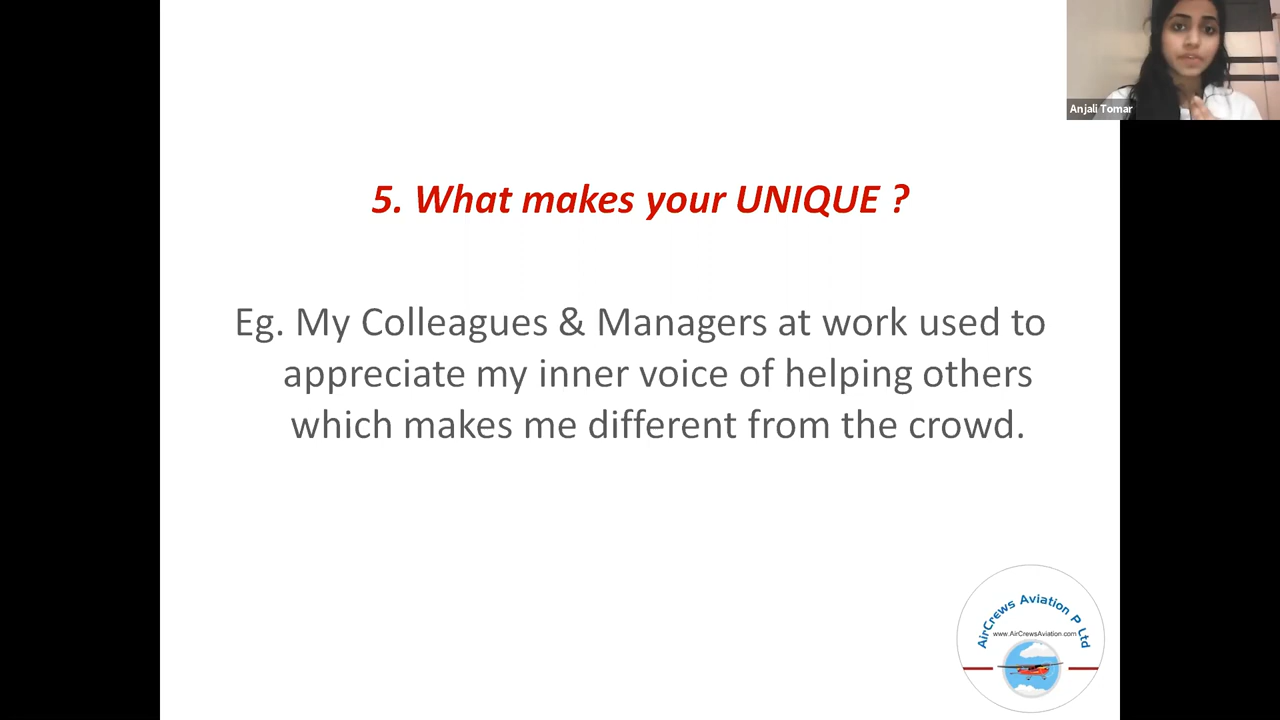 Anjali Tomar
5. What makes your UNIQUE ?
Eg. My Colleagues & Managers at work used to
appreciate my inner voice of helping others
which makes me different from the crowd.
AirCrews Aviation P Ltd
www.AirCrewsAviation.com